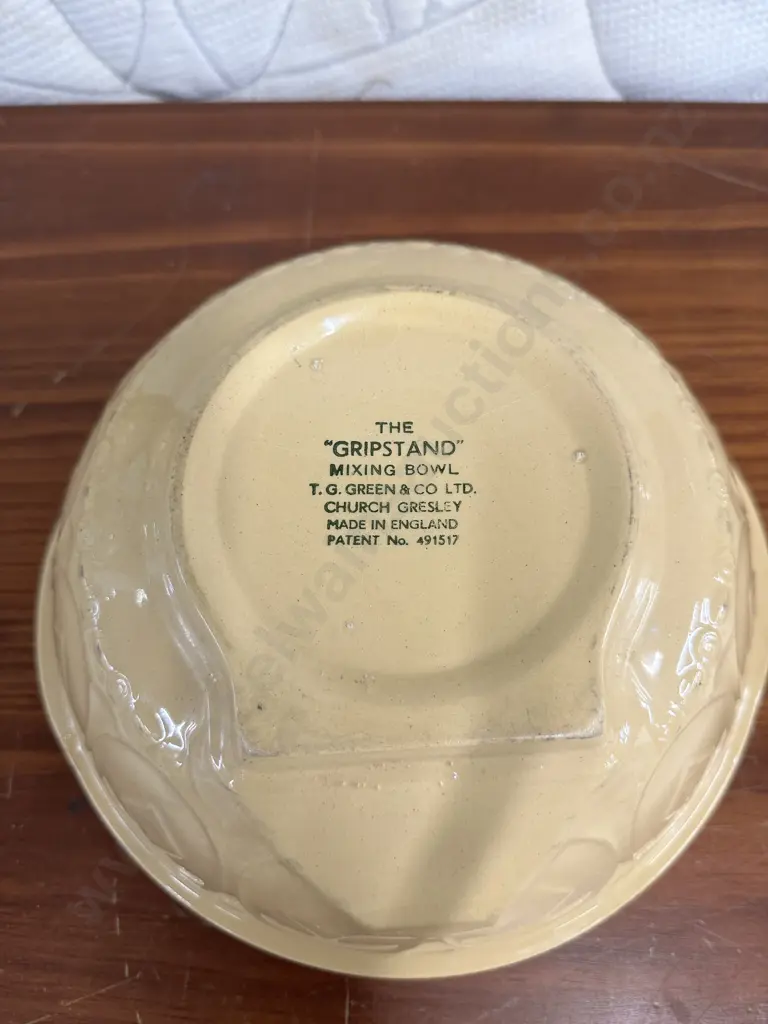 THE
"GRIPSTAND"
MIXING BOWL
T. G. GREEN & CO LTD.
CHURCH GRESLEY
MADE IN ENGLAND
PATENT No. 491517